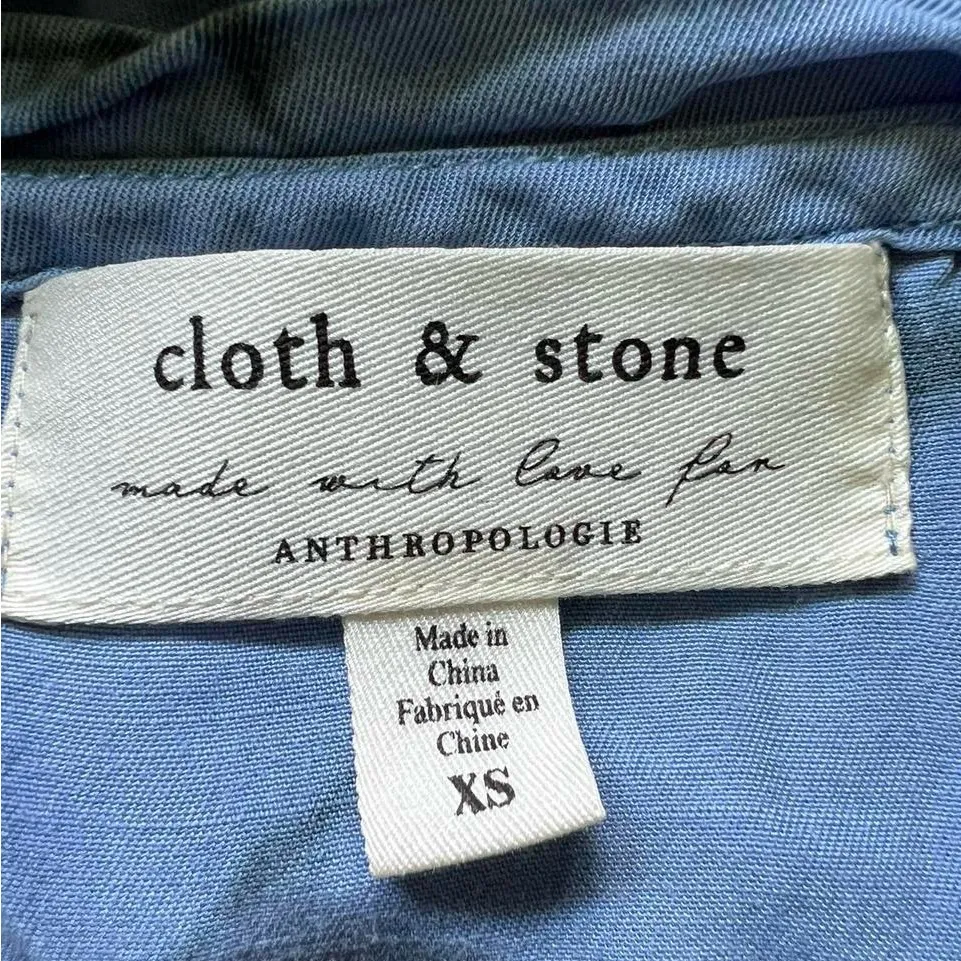 cloth & stone
made with love for
ANTHROPOLOGIE
Made in
China
Fabriqué en
Chine
XS